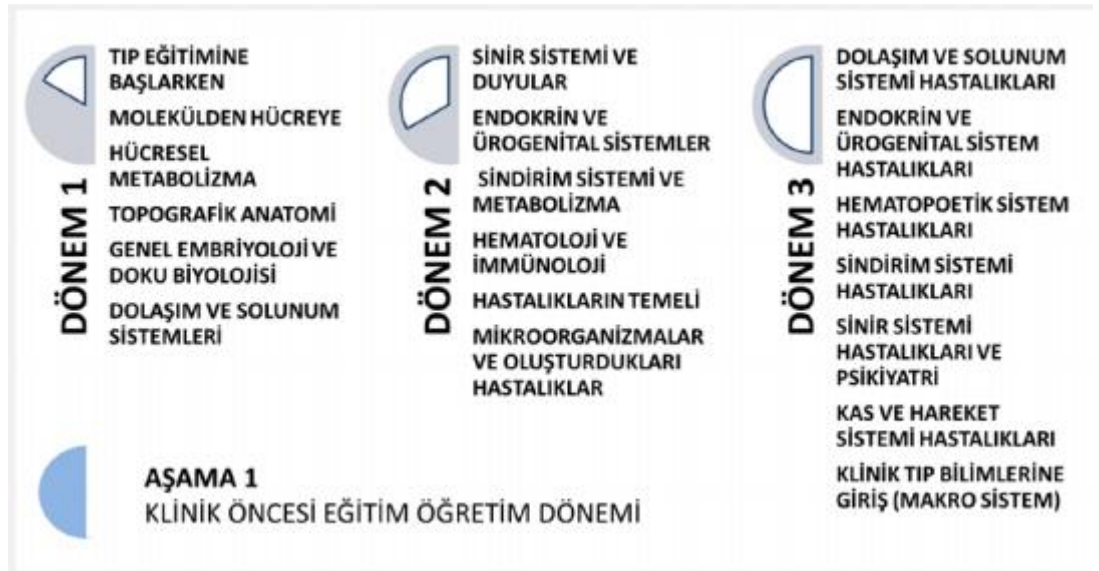 DÖNEM 1
TIP EĞİTİMİNE
BAŞLARKEN
MOLEKÜLDEN HÜCREYE
HÜCRESEL
METABOLİZMA
TOPOGRAFİK ANATOMİ
GENEL EMBRİYOLOJİ VE
DOKU BİYOLOJİSİ
DOLAŞIM VE SOLUNUM
SİSTEMLERİ
DÖNEM 2
SİNİR SİSTEMİ VE
DUYULAR
ENDOKRİN VE
ÜROGENİTAL SİSTEMLER
SİNDİRİM SİSTEMİ VE
METABOLİZMA
HEMATOLOJİ VE
İMMÜNOLOJİ
HASTALIKLARIN TEMELİ
MİKROORGANİZMALAR
VE OLUŞTURDUKLARI
HASTALIKLAR
DÖNEM 3
DOLAŞIM VE SOLUNUM
SİSTEMİ HASTALIKLARI
ENDOKRİN VE
ÜROGENİTAL SİSTEM
HASTALIKLARI
HEMATOPOETİK SİSTEM
HASTALIKLARI
SİNDİRİM SİSTEMİ
HASTALIKLARI
SİNİR SİSTEMİ
HASTALIKLARI VE
PSİKİYATRİ
KAS VE HAREKET
SİSTEMİ HASTALIKLARI
KLİNİK TIP BİLİMLERİNE
GİRİŞ (MAKRO SİSTEM)
AŞAMA 1
KLİNİK ÖNCESİ EĞİTİM ÖĞRETİM DÖNEMİ